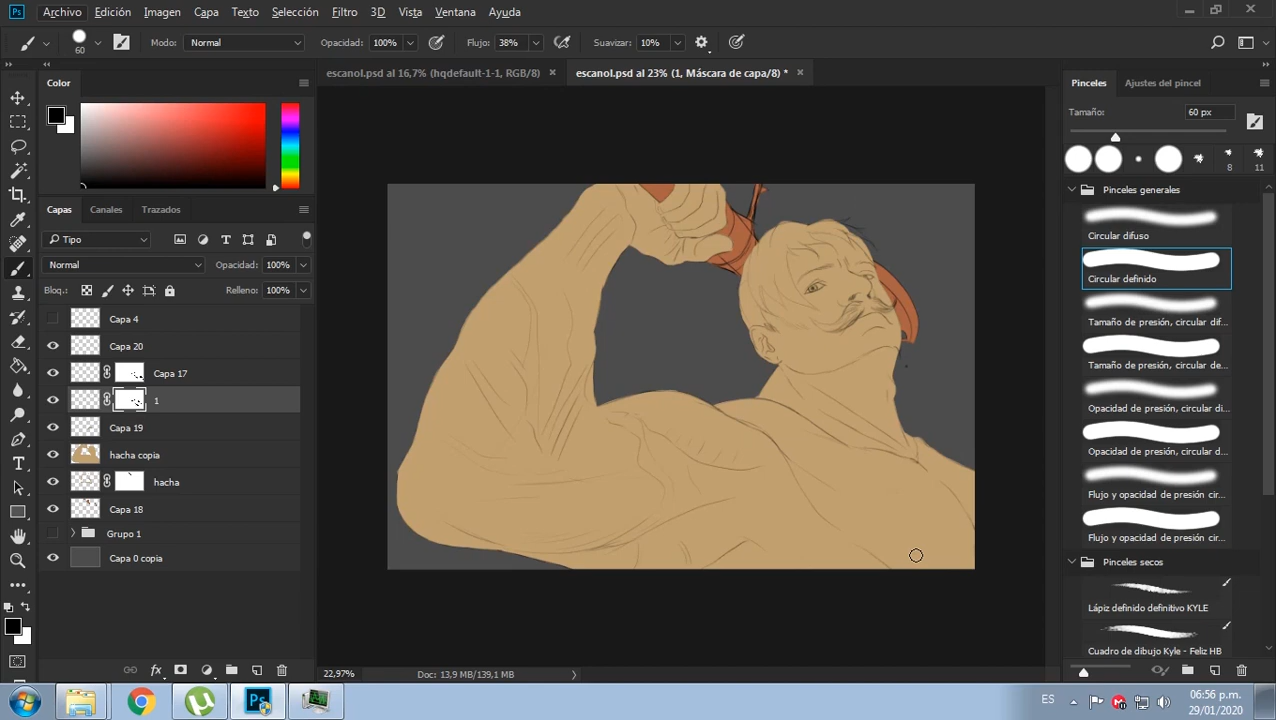 Ps Archivo Edición Imagen Capa Texto Selección Filtro 3D Vista Ventana Ayuda
60 Modo: Normal Opacidad: 100% Flujo: 38% Suavizar: 10%
escanol.psd al 16,7% (hqdefault-1-1, RGB/8) escanol.psd al 23% (1, Máscara de capa/8) *
Color
Pinceles Ajustes del pincel
Tamaño: 60 px
8 11
Pinceles generales
Circular difuso
Circular definido
Tamaño de presión, circular dif...
Tamaño de presión, circular de...
Opacidad de presión, circular di...
Opacidad de presión, circular d...
Flujo y opacidad de presión cir...
Flujo y opacidad de presión cir...
Pinceles secos
Lápiz definido definitivo KYLE
Cuadro de dibujo Kyle - Feliz HB
Capas Canales Trazados
Tipo
Normal Opacidad: 100%
Bloq.: Relleno: 100%
Capa 4
Capa 20
Capa 17
1
Capa 19
hacha copia
hacha
Capa 18
Grupo 1
Capa 0 copia
fx
22,97% Doc: 13,9 MB/139,1 MB
Ps ES 06:56 p.m.
29/01/2020